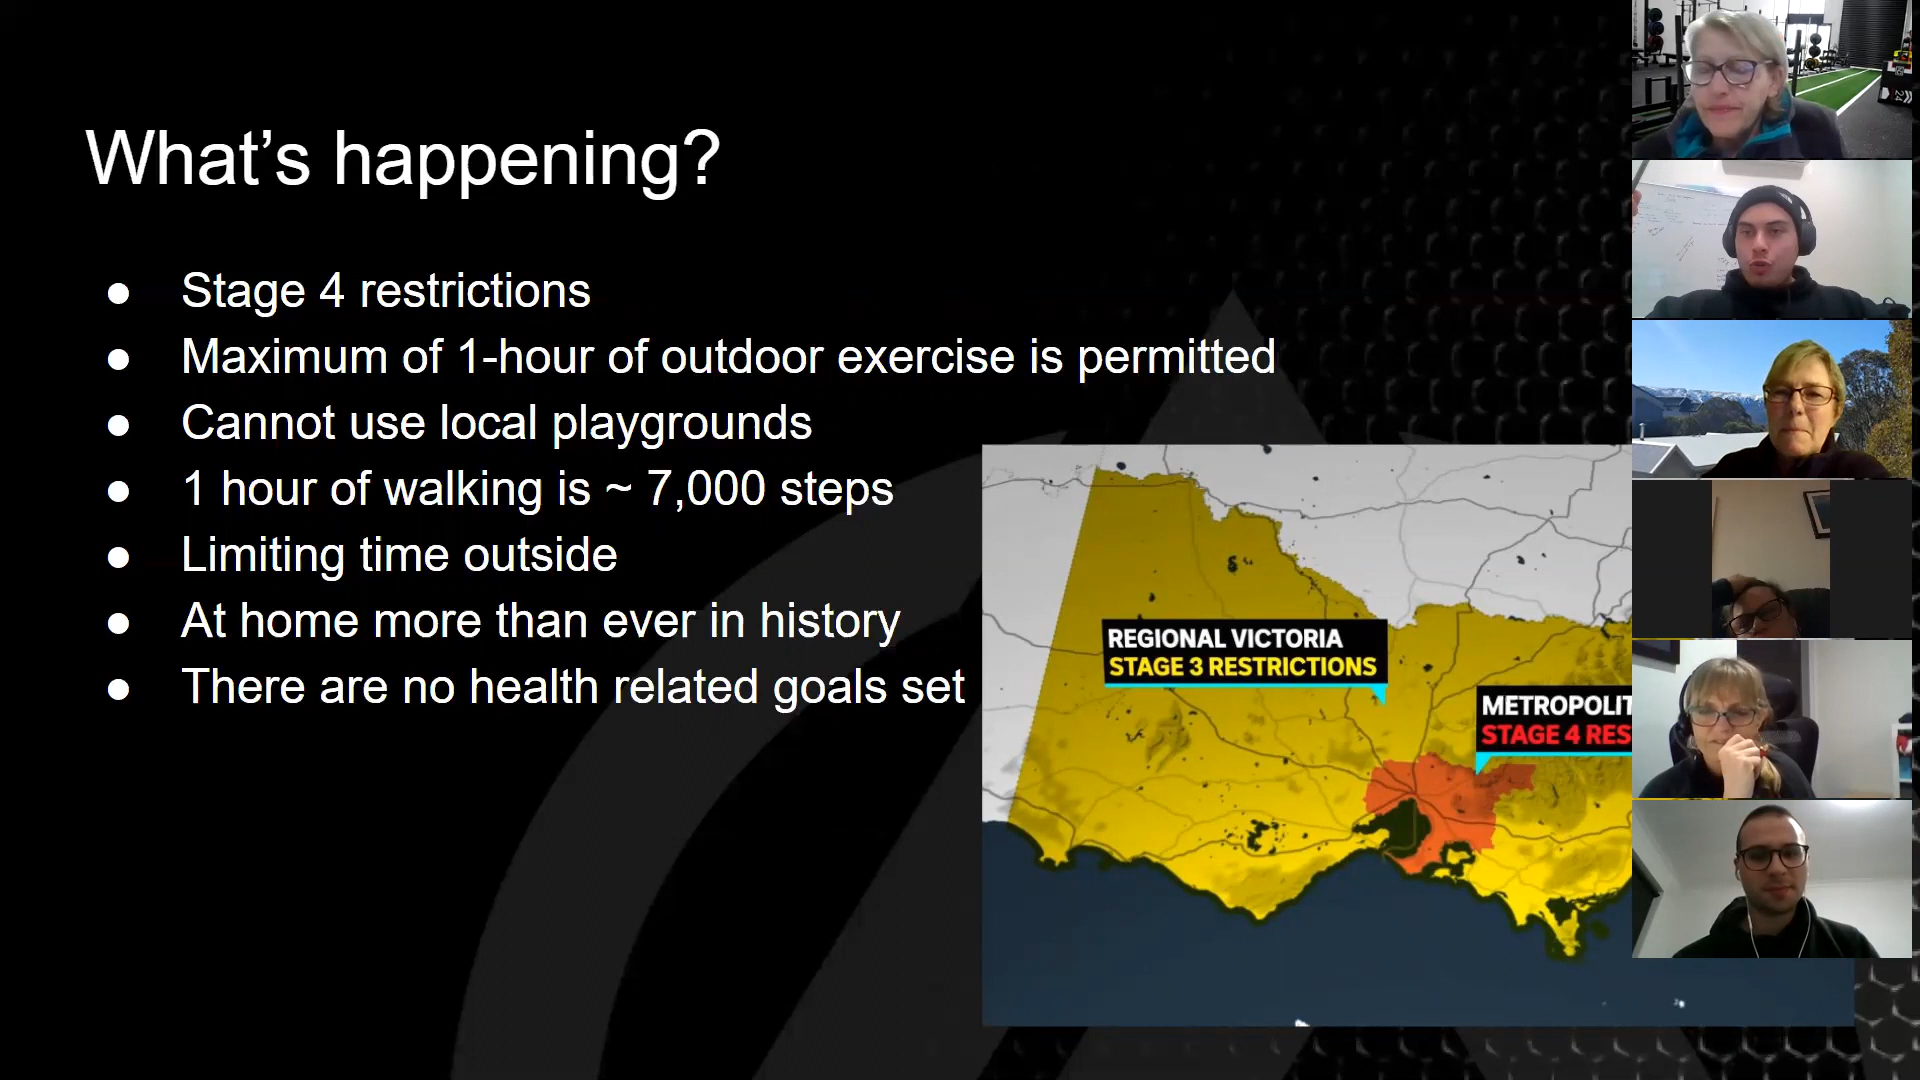 What’s happening?
● Stage 4 restrictions
● Maximum of 1-hour of outdoor exercise is permitted
● Cannot use local playgrounds
● 1 hour of walking is ~ 7,000 steps
● Limiting time outside
● At home more than ever in history
● There are no health related goals set
REGIONAL VICTORIA
STAGE 3 RESTRICTIONS
METROPOLIT
STAGE 4 RES
24